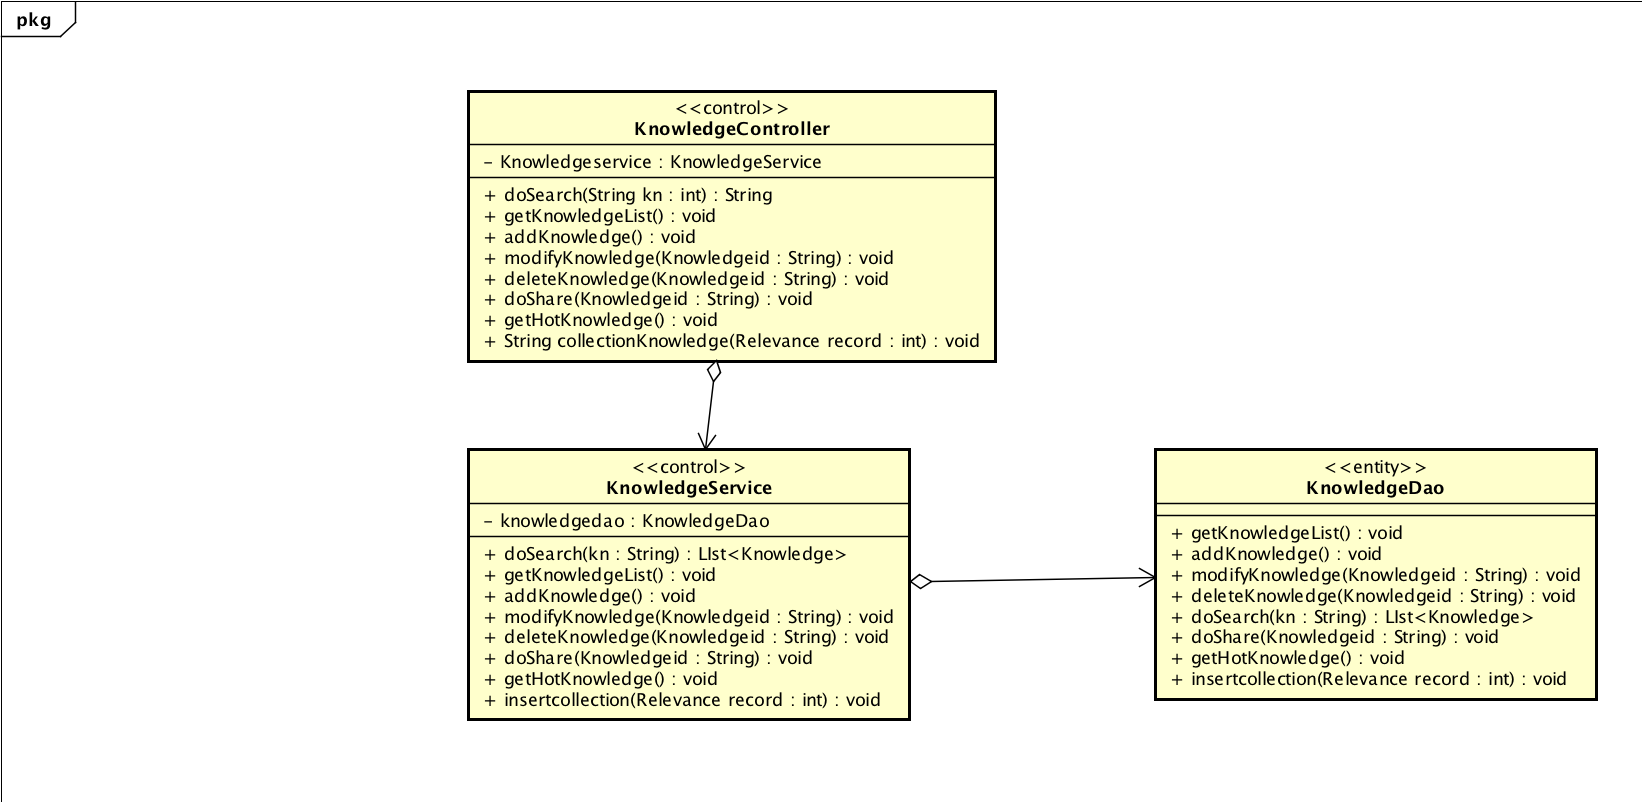 pkg
<<control>>
KnowledgeController
- Knowledgeservice : KnowledgeService
+ doSearch(String kn : int) : String
+ getKnowledgeList() : void
+ addKnowledge() : void
+ modifyKnowledge(Knowledgeid : String) : void
+ deleteKnowledge(Knowledgeid : String) : void
+ doShare(Knowledgeid : String) : void
+ getHotKnowledge() : void
+ String collectionKnowledge(Relevance record : int) : void
<<control>>
KnowledgeService
- knowledgedao : KnowledgeDao
+ doSearch(kn : String) : LIst<Knowledge>
+ getKnowledgeList() : void
+ addKnowledge() : void
+ modifyKnowledge(Knowledgeid : String) : void
+ deleteKnowledge(Knowledgeid : String) : void
+ doShare(Knowledgeid : String) : void
+ getHotKnowledge() : void
+ insertcollection(Relevance record : int) : void
<<entity>>
KnowledgeDao
+ getKnowledgeList() : void
+ addKnowledge() : void
+ modifyKnowledge(Knowledgeid : String) : void
+ deleteKnowledge(Knowledgeid : String) : void
+ doSearch(kn : String) : LIst<Knowledge>
+ doShare(Knowledgeid : String) : void
+ getHotKnowledge() : void
+ insertcollection(Relevance record : int) : void